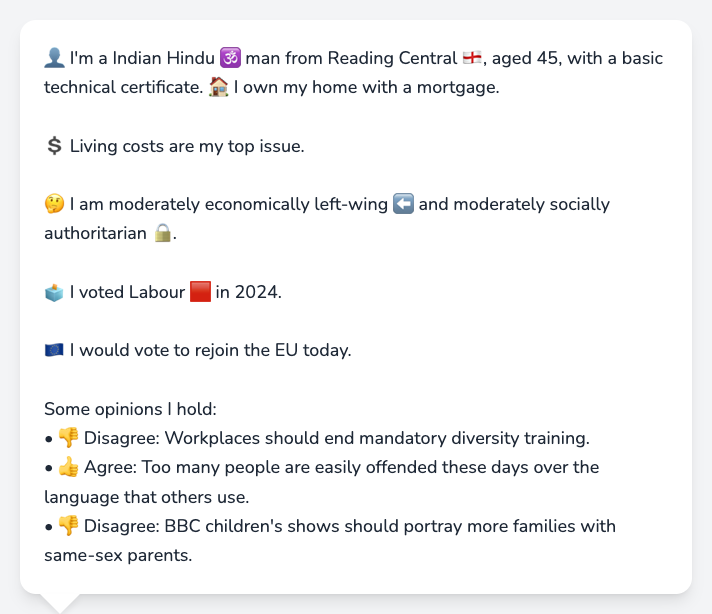 👤 I'm a Indian Hindu 🕉️ man from Reading Central 🏴󠁧󠁢󠁥󠁮󠁧󠁿, aged 45, with a basic
technical certificate. 🏠 I own my home with a mortgage.
💲 Living costs are my top issue.
🤔 I am moderately economically left-wing ⬅️ and moderately socially
authoritarian 🔒.
🗳️ I voted Labour 🟥 in 2024.
🇪🇺 I would vote to rejoin the EU today.
Some opinions I hold:
• 👎 Disagree: Workplaces should end mandatory diversity training.
• 👍 Agree: Too many people are easily offended these days over the
language that others use.
• 👎 Disagree: BBC children's shows should portray more families with
same-sex parents.